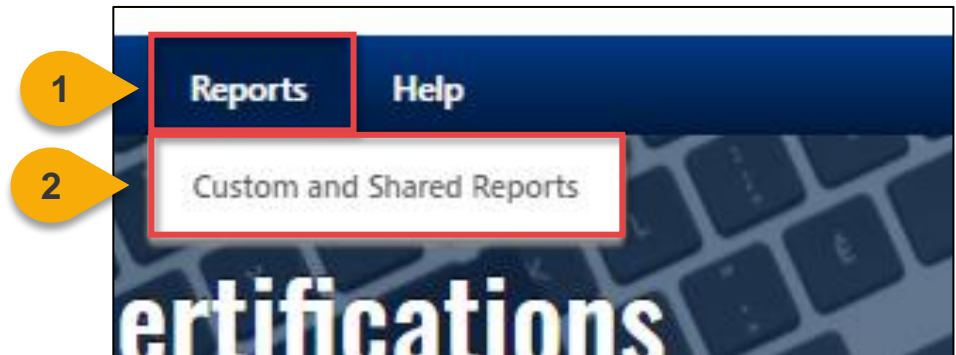 1
Reports Help
2
Custom and Shared Reports
ertifications